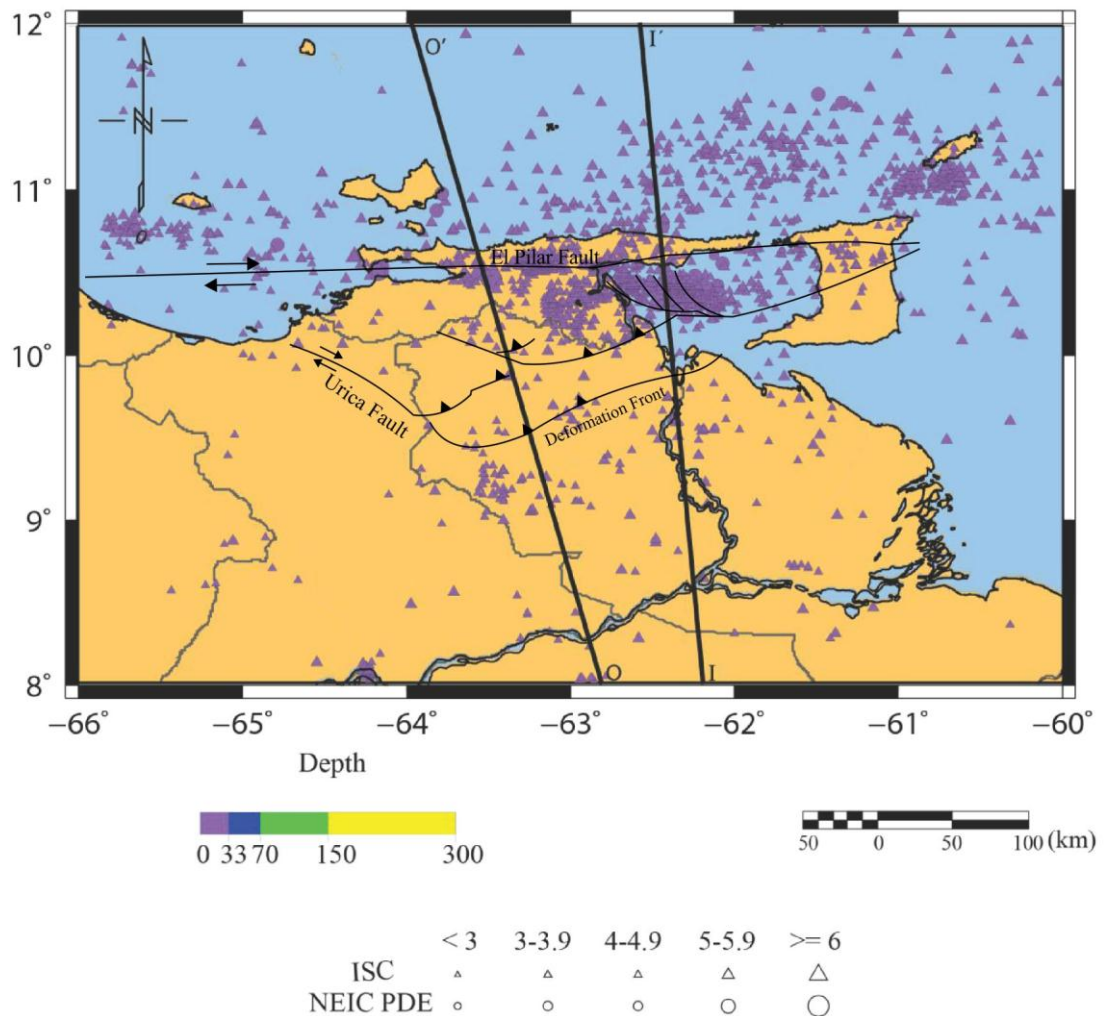 12°
O'
I'
N
11°
El Pilar Fault
10°
Urica Fault
Deformation Front
9°
8°
O
I
−66° −65° −64° −63° −62° −61° −60°
Depth
0 33 70 150 300
50 0 50 100 (km)
< 3 3-3.9 4-4.9 5-5.9 >= 6
ISC
NEIC PDE